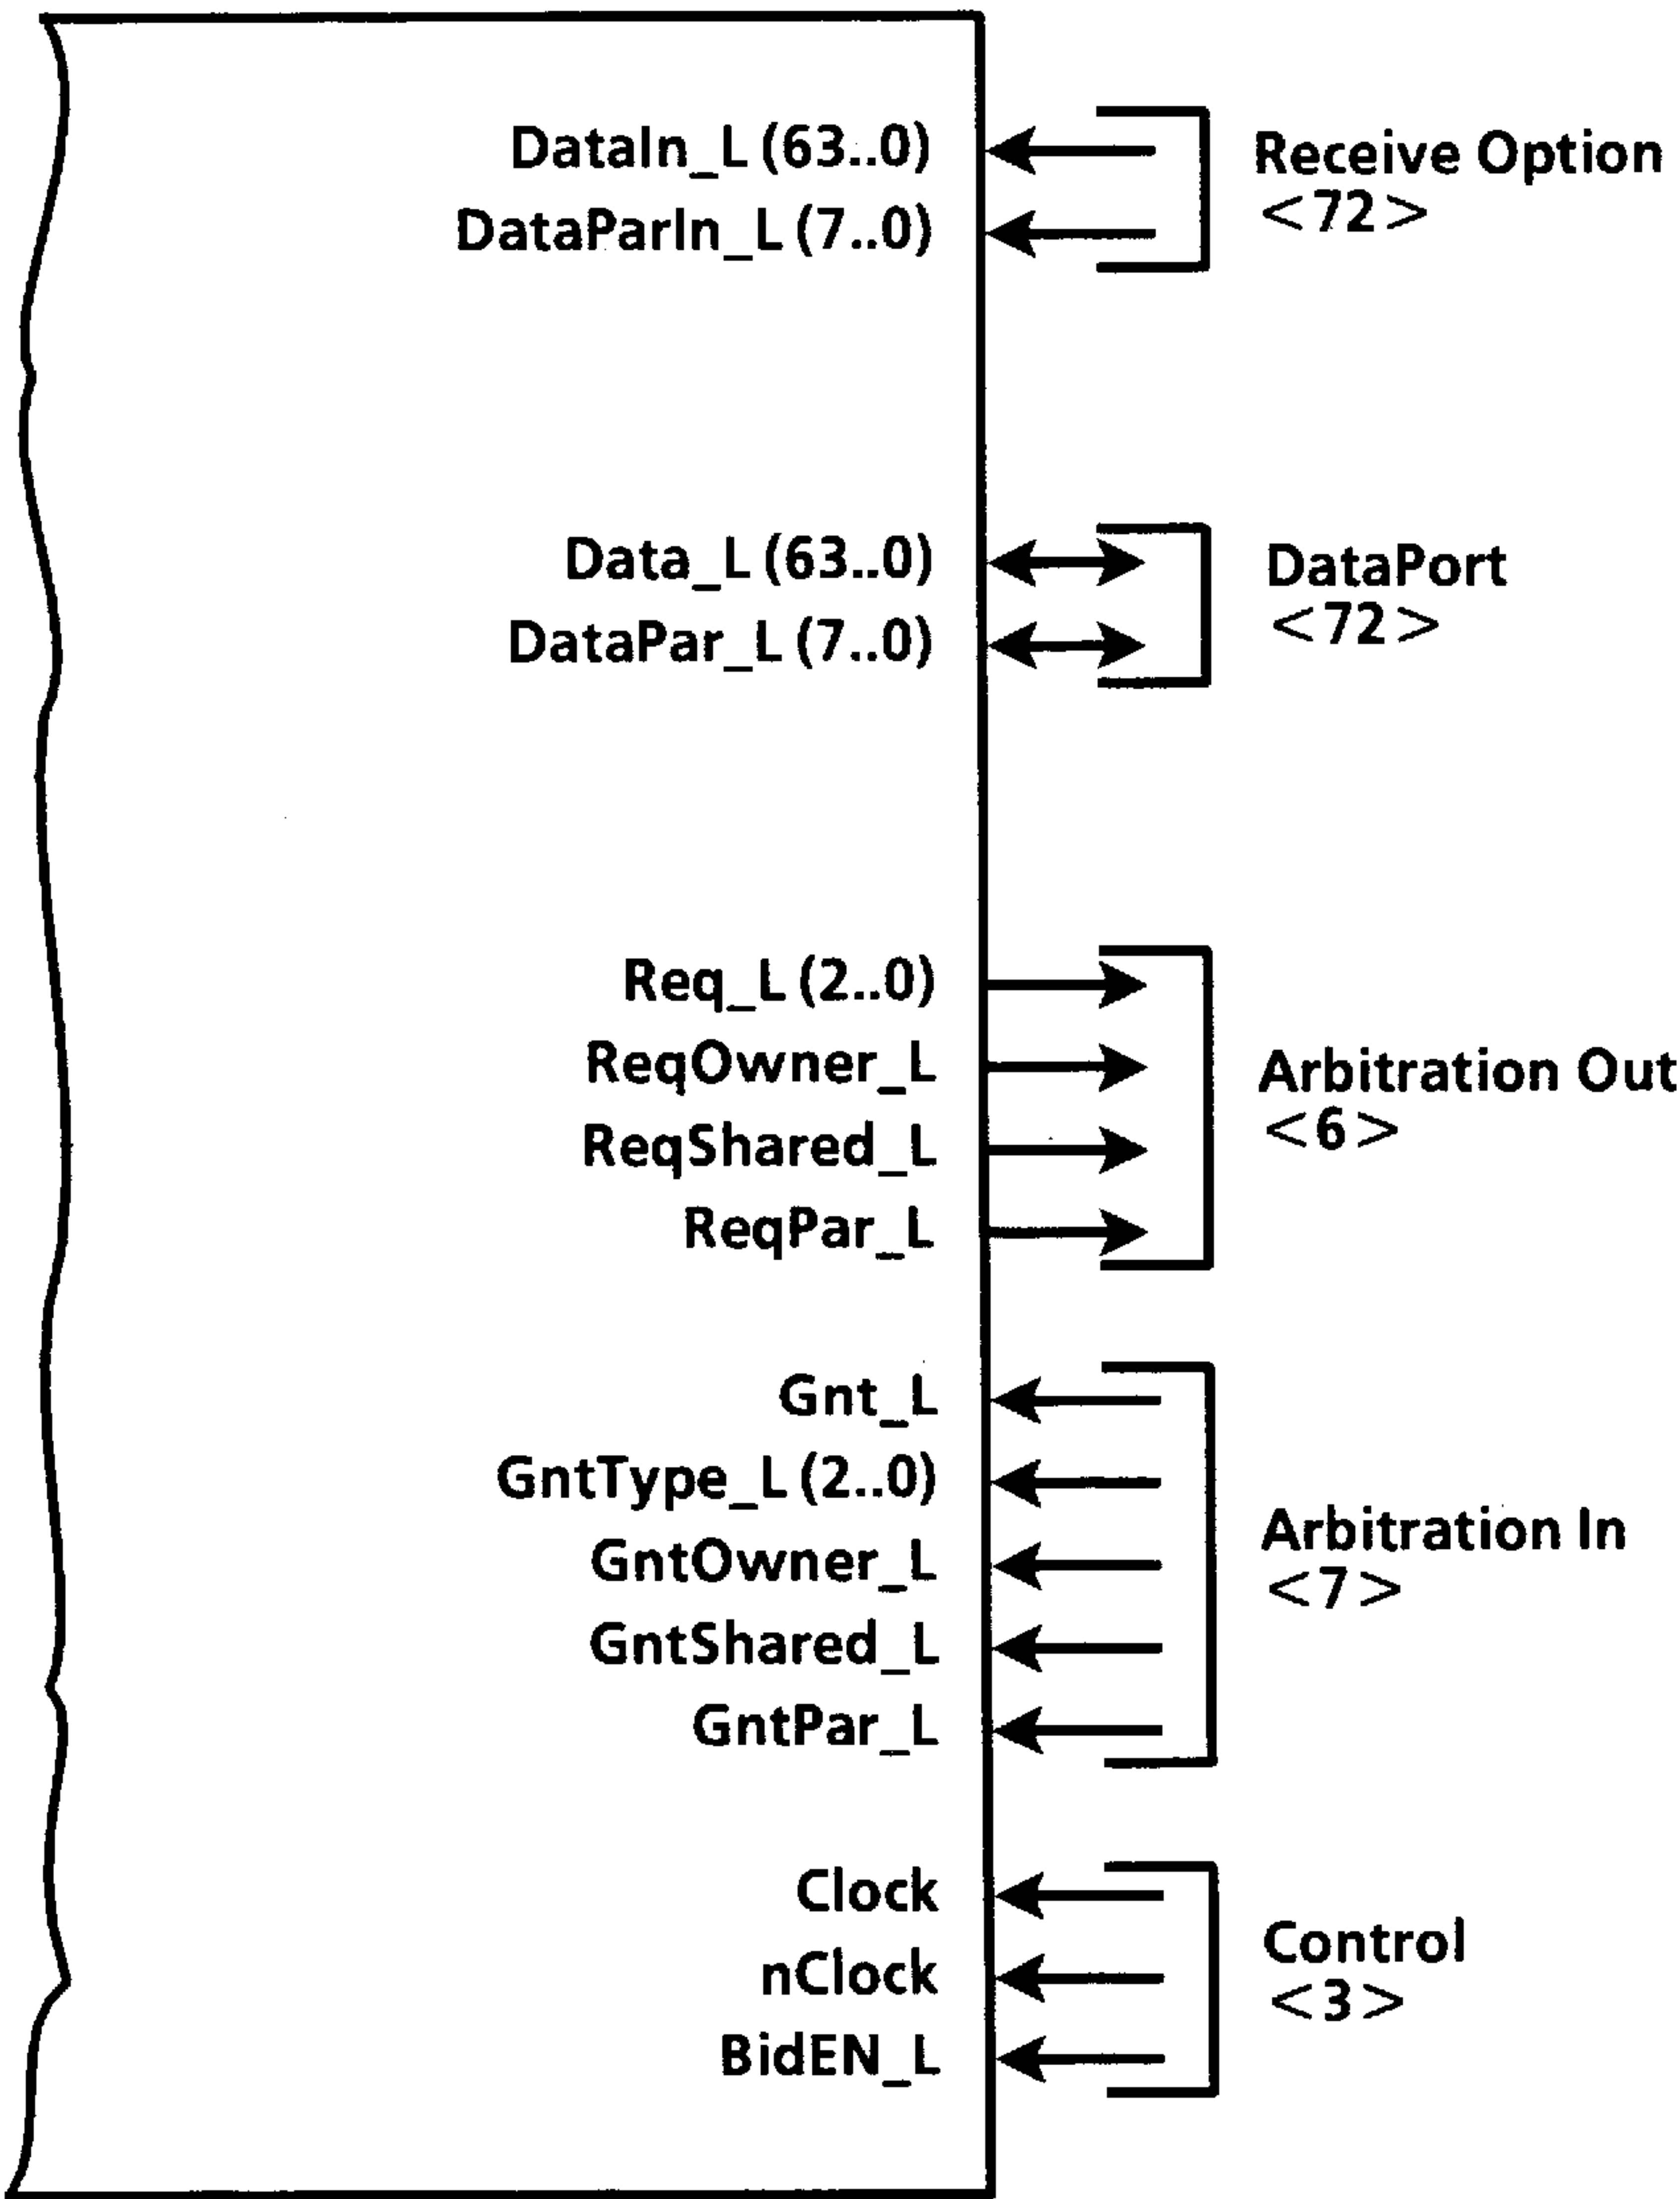 DataIn_L (63..0)
DataParIn_L (7..0)
Receive Option
<72>
Data_L (63..0)
DataPar_L (7..0)
DataPort
<72>
Req_L (2..0)
ReqOwner_L
ReqShared_L
ReqPar_L
Arbitration Out
<6>
Gnt_L
GntType_L (2..0)
GntOwner_L
GntShared_L
GntPar_L
Arbitration In
<7>
Clock
nClock
BidEN_L
Control
<3>